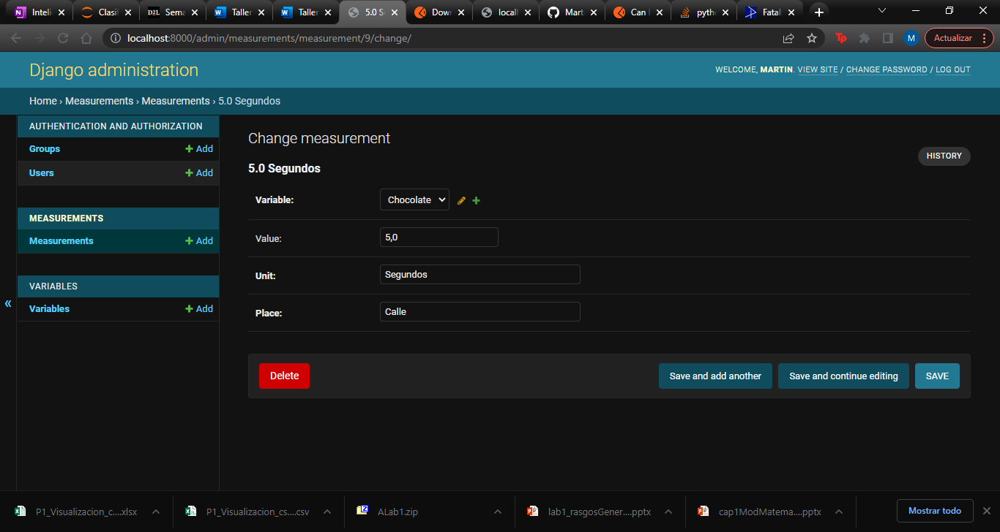 Inteli
Clasif
D2L
Sema
Taller
Taller
5.0 S
Down
locall
Mart
Can I
pyth
Fatal
localhost:8000/admin/measurements/measurement/9/change/
Tp
M
Actualizar
Django administration
WELCOME, MARTIN. VIEW SITE / CHANGE PASSWORD / LOG OUT
Home › Measurements › Measurements › 5.0 Segundos
AUTHENTICATION AND AUTHORIZATION
Groups + Add
Users + Add
MEASUREMENTS
Measurements + Add
VARIABLES
Variables + Add
«
Change measurement
HISTORY
5.0 Segundos
Variable: Chocolate
Value: 5,0
Unit: Segundos
Place: Calle
Delete
Save and add another
Save and continue editing
SAVE
P1_Visualizacion_c....xlsx
P1_Visualizacion_cs....csv
ALab1.zip
lab1_rasgosGener....pptx
cap1ModMatema....pptx
Mostrar todo